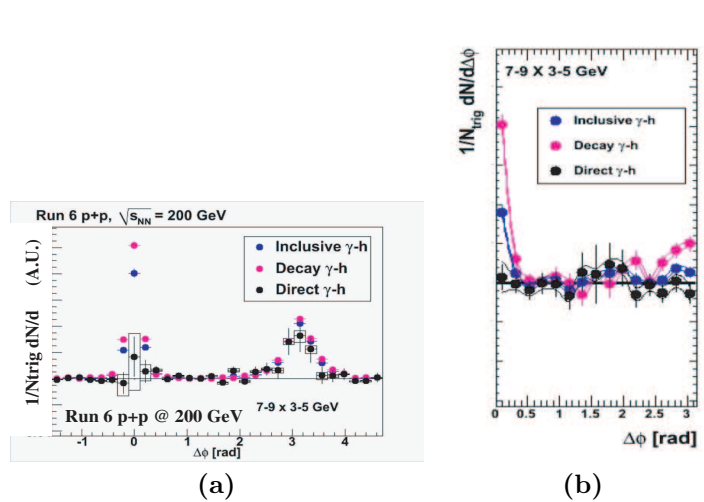 Run 6 p+p, √s_NN = 200 GeV
1/Ntrig dN/d (A.U.)
Inclusive γ-h
Decay γ-h
Direct γ-h
Run 6 p+p @ 200 GeV
7-9 x 3-5 GeV
-1 0 1 2 3 4
Δϕ [rad]
(a)
1/N_trig dN/dΔϕ
7-9 X 3-5 GeV
Inclusive γ-h
Decay γ-h
Direct γ-h
0 0.5 1 1.5 2 2.5 3
Δϕ [rad]
(b)